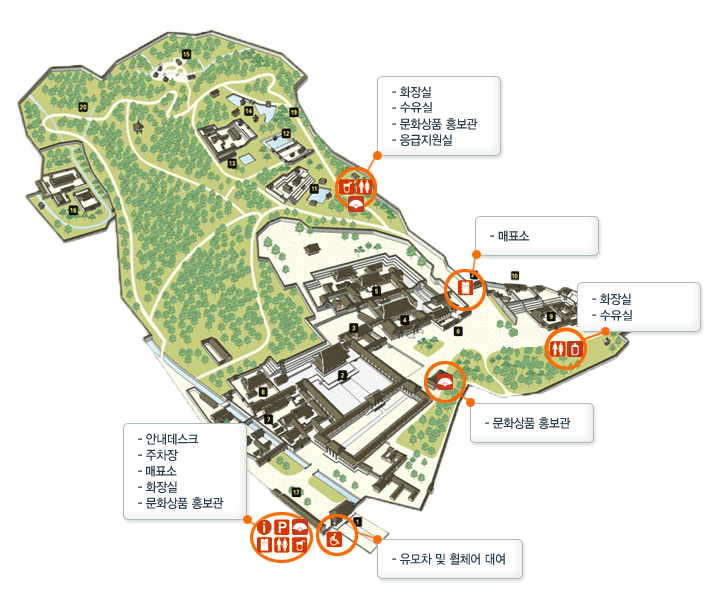 15
20
14
19
12
13
11
16
- 화장실
- 수유실
- 문화상품 홍보관
- 응급지원실
- 매표소
10
- 화장실
- 수유실
5
4
3
6
9
2
8
7
- 문화상품 홍보관
- 안내데스크
- 주차장
- 매표소
- 화장실
- 문화상품 홍보관
17
1
i P
- 유모차 및 휠체어 대여